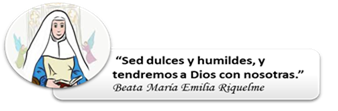 “Sed dulces y humildes, y
tendremos a Dios con nosotras.”
Beata María Emilia Riquelme